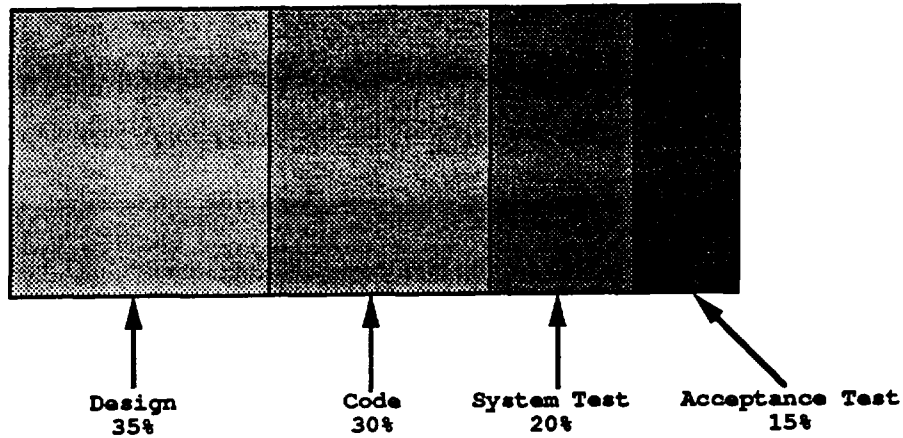 Design
35%
Code
30%
System Test
20%
Acceptance Test
15%